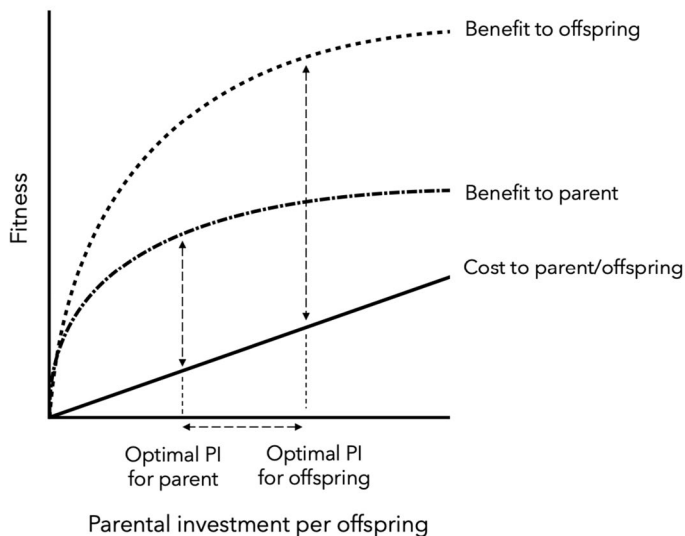 Benefit to offspring
Benefit to parent
Cost to parent/offspring
Fitness
Optimal PI
for parent
Optimal PI
for offspring
Parental investment per offspring